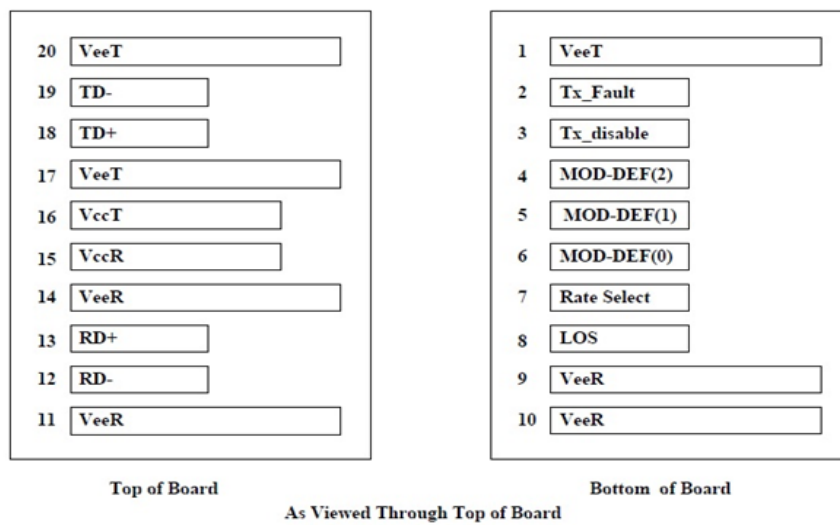 20 VeeT
19 TD-
18 TD+
17 VeeT
16 VccT
15 VccR
14 VeeR
13 RD+
12 RD-
11 VeeR
Top of Board
1 VeeT
2 Tx_Fault
3 Tx_disable
4 MOD-DEF(2)
5 MOD-DEF(1)
6 MOD-DEF(0)
7 Rate Select
8 LOS
9 VeeR
10 VeeR
Bottom of Board
As Viewed Through Top of Board